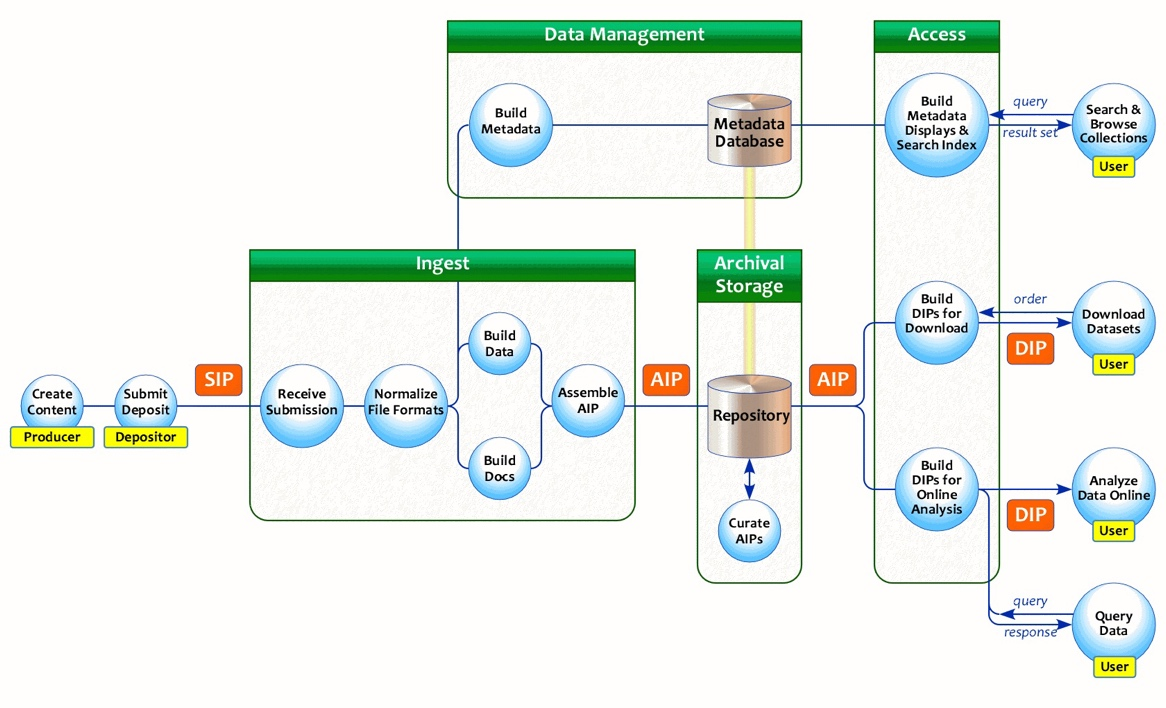 Data Management
Access
Build
Metadata
Metadata
Database
Build
Metadata
Displays &
Search Index
query
result set
Search &
Browse
Collections
User
Ingest
Archival
Storage
Build
DIPs for
Download
order
DIP
Download
Datasets
User
Create
Content
Producer
Submit
Deposit
Depositor
SIP
Receive
Submission
Normalize
File Formats
Build
Data
Build
Docs
Assemble
AIP
AIP
Repository
AIP
Curate
AIPs
Build
DIPs for
Online
Analysis
DIP
Analyze
Data Online
User
query
response
Query
Data
User